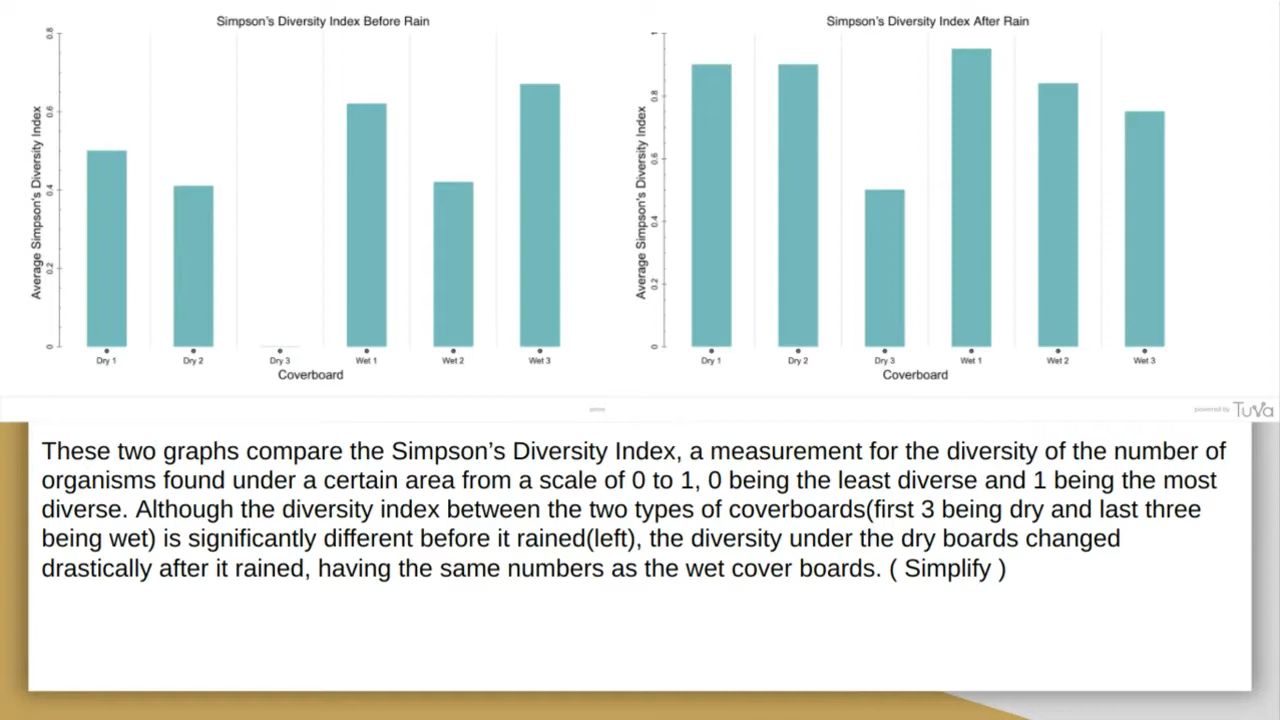 Simpson's Diversity Index Before Rain
Average Simpson's Diversity Index
0.8
0.6
0.4
0.2
0
Dry 1 Dry 2 Dry 3 Wet 1 Wet 2 Wet 3
Coverboard
Simpson's Diversity Index After Rain
Average Simpson's Diversity Index
1
0.8
0.6
0.4
0.2
0
Dry 1 Dry 2 Dry 3 Wet 1 Wet 2 Wet 3
Coverboard
powered by TuVa
These two graphs compare the Simpson’s Diversity Index, a measurement for the diversity of the number of
organisms found under a certain area from a scale of 0 to 1, 0 being the least diverse and 1 being the most
diverse. Although the diversity index between the two types of coverboards(first 3 being dry and last three
being wet) is significantly different before it rained(left), the diversity under the dry boards changed
drastically after it rained, having the same numbers as the wet cover boards. ( Simplify )